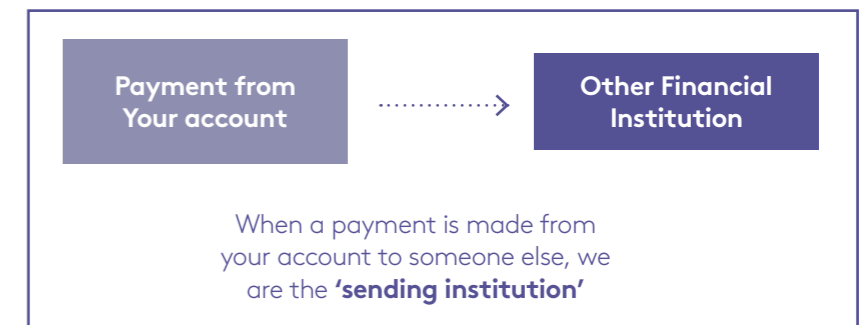 Payment from
Your account
Other Financial
Institution
When a payment is made from
your account to someone else, we
are the ‘sending institution’